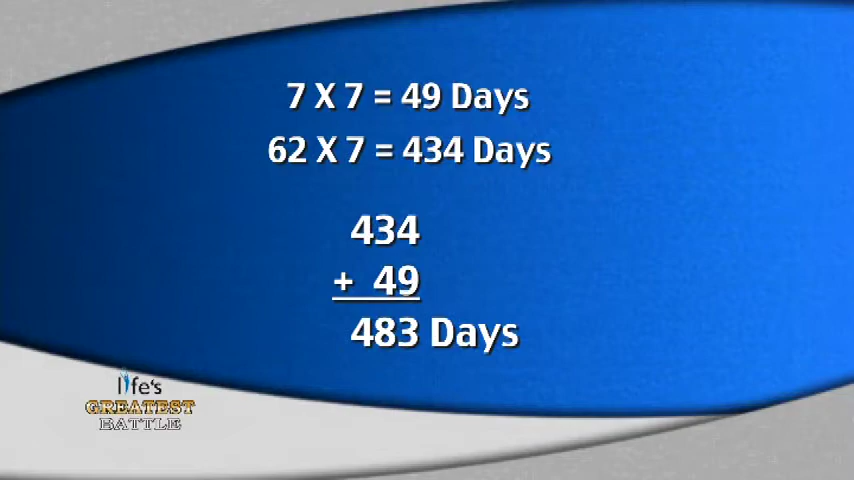 7 X 7 = 49 Days
62 X 7 = 434 Days
434
+ 49
483 Days
life's
GREATEST
BATTLE